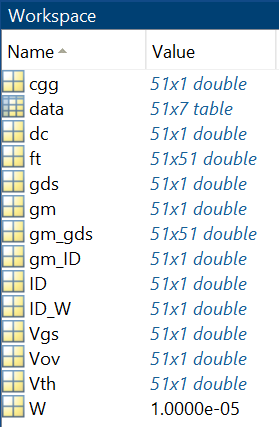 Workspace
Name Value
cgg 51x1 double
data 51x7 table
dc 51x1 double
ft 51x51 double
gds 51x1 double
gm 51x1 double
gm_gds 51x51 double
gm_ID 51x1 double
ID 51x1 double
ID_W 51x1 double
Vgs 51x1 double
Vov 51x1 double
Vth 51x1 double
W 1.0000e-05